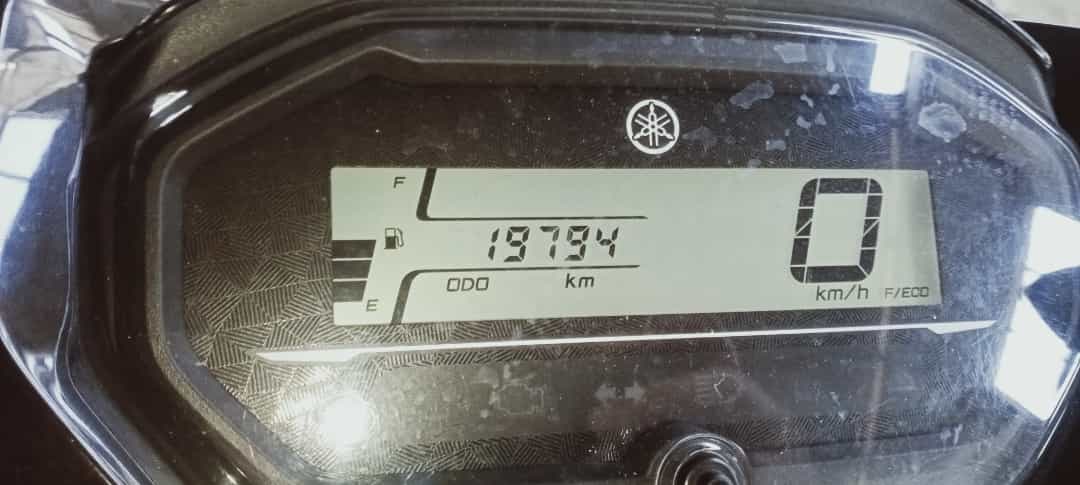 F
19794
ODO km
E
0
km/h F/ECO